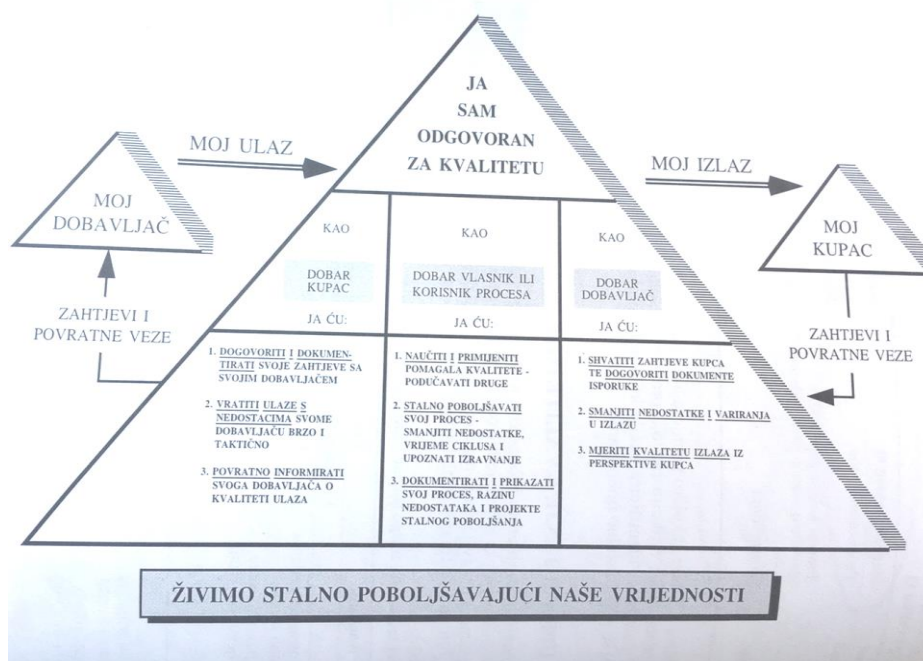 JA
SAM
ODGOVORAN
ZA KVALITETU
MOJ ULAZ
MOJ IZLAZ
MOJ
DOBAVLJAČ
MOJ
KUPAC
ZAHTJEVI I
POVRATNE VEZE
ZAHTJEVI I
POVRATNE VEZE
KAO
DOBAR
KUPAC
JA ĆU:
1. DOGOVORITI I DOKUMEN-
TIRATI SVOJE ZAHTJEVE SA
SVOJIM DOBAVLJAČEM
2. VRATITI ULAZE S
NEDOSTACIMA SVOME
DOBAVLJAČU BRZO I
TAKTIČNO
3. POVRATNO INFORMIRATI
SVOGA DOBAVLJAČA O
KVALITETI ULAZA
KAO
DOBAR VLASNIK ILI
KORISNIK PROCESA
JA ĆU:
1. NAUČITI I PRIMIJENITI
POMAGALA KVALITETE -
PODUČAVATI DRUGE
2. STALNO POBOLJŠAVATI
SVOJ PROCES -
SMANJITI NEDOSTATKE,
VRIJEME CIKLUSA I
UPOZNATI IZRAVNANJE
3. DOKUMENTIRATI I PRIKAZATI
SVOJ PROCES, RAZINU
NEDOSTATAKA I PROJEKTE
STALNOG POBOLJŠANJA
KAO
DOBAR
DOBAVLJAČ
JA ĆU:
1. SHVATITI ZAHTJEVE KUPCA
TE DOGOVORITI DOKUMENTE
ISPORUKE
2. SMANJITI NEDOSTATKE I VARIRANJA
U IZLAZU
3. MJERITI KVALITETU IZLAZA IZ
PERSPEKTIVE KUPCA
ŽIVIMO STALNO POBOLJŠAVAJUĆI NAŠE VRIJEDNOSTI